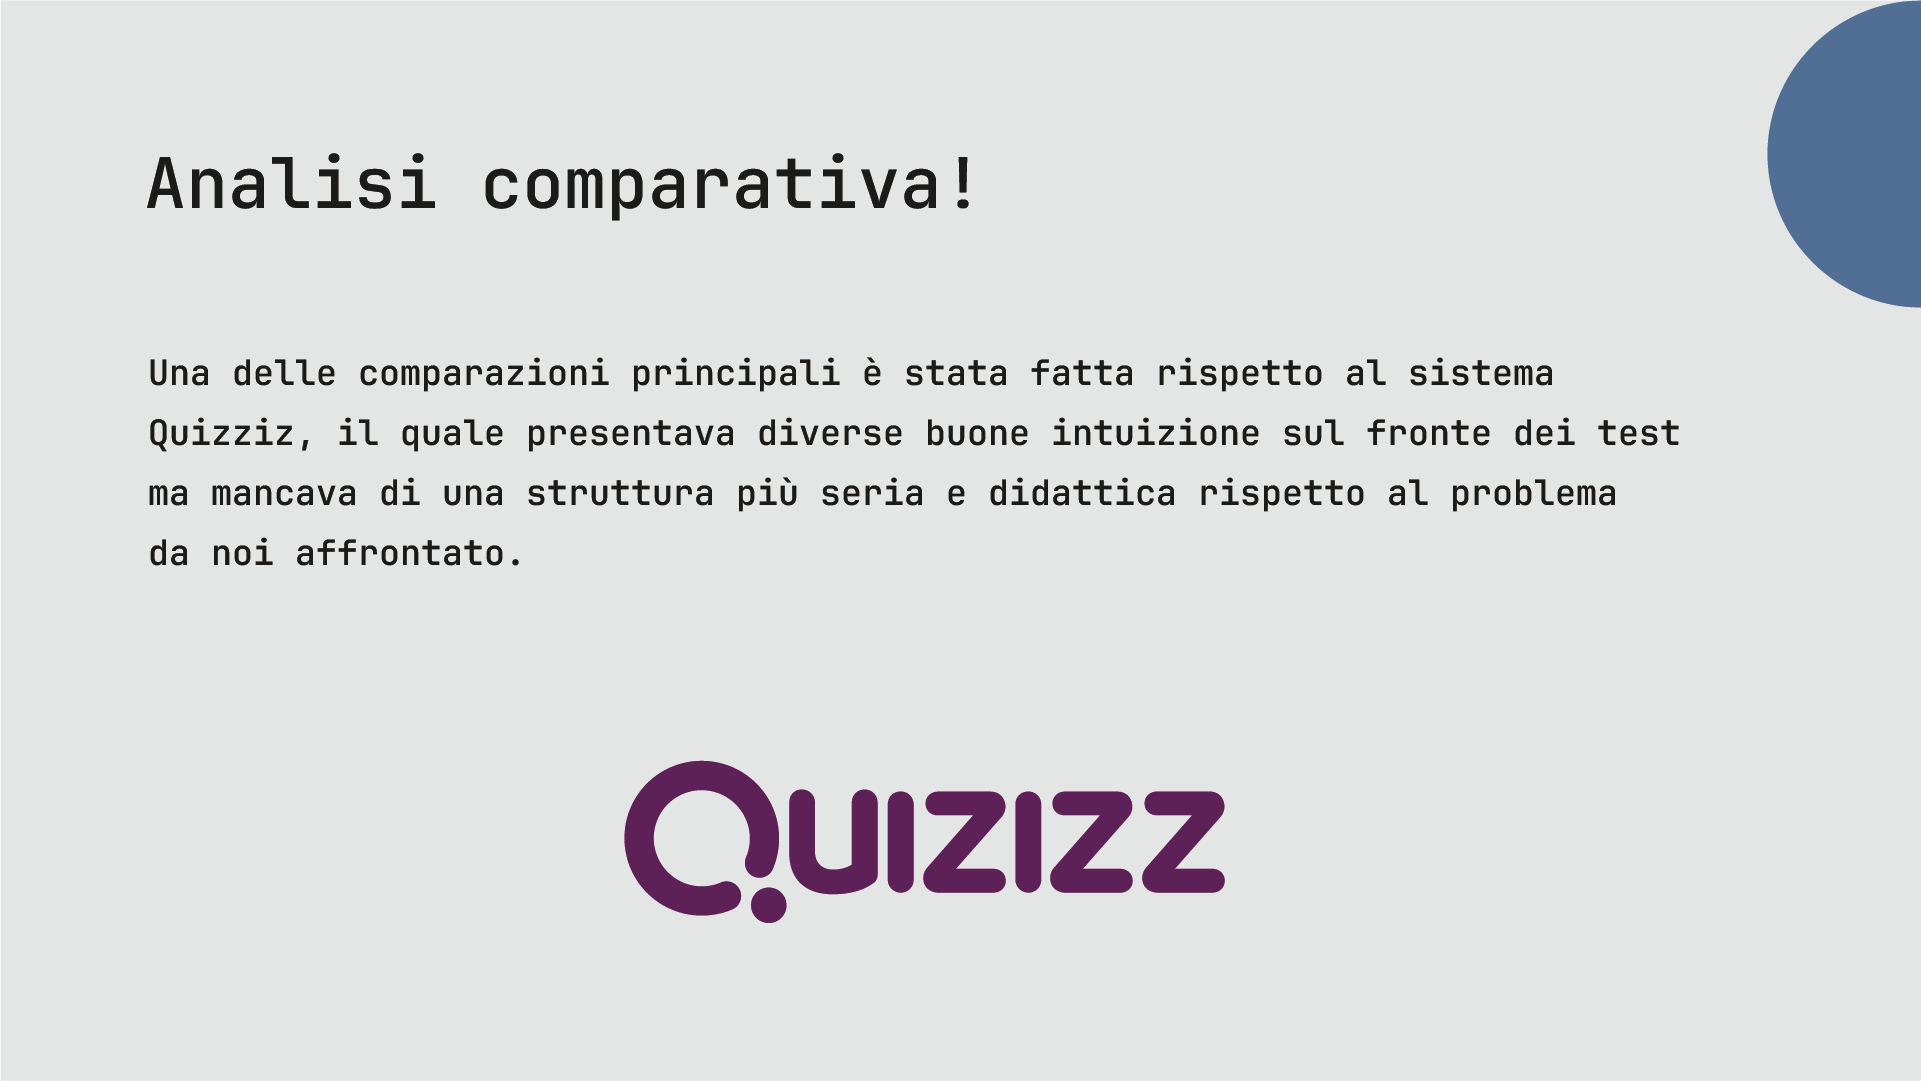 Analisi comparativa!
Una delle comparazioni principali è stata fatta rispetto al sistema
Quizziz, il quale presentava diverse buone intuizione sul fronte dei test
ma mancava di una struttura più seria e didattica rispetto al problema
da noi affrontato.
QUIZIZZ